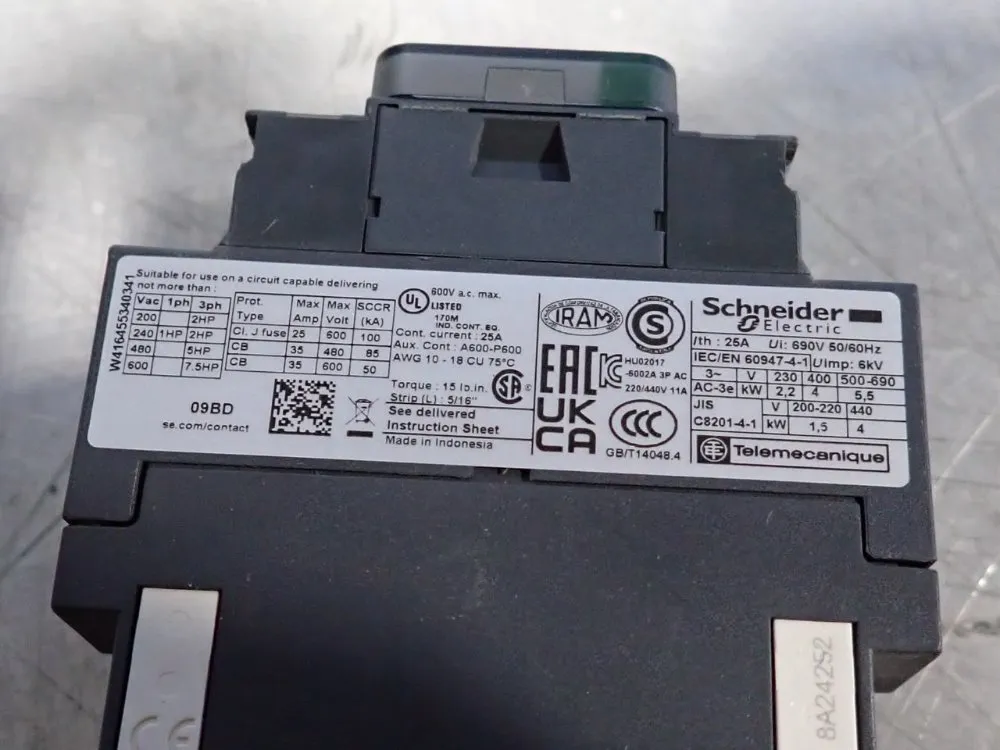 W416455340341
Suitable for use on a circuit capable delivering
not more than :
Vac 1ph 3ph
200 2HP
240 1HP 2HP
480 5HP
600 7.5HP
Prot. Type Max Amp Max Volt SCCR (kA)
Cl. J fuse 25 600 100
CB 35 480 85
CB 35 600 50
09BD
se.com/contact
UL
LISTED
170M
IND. CONT. EQ.
600V a.c. max.
Cont. current : 25A
Aux. Cont : A600-P600
AWG 10 - 18 CU 75°C
Torque : 15 lb.in.
Strip (L) : 5/16"
SA
See delivered
Instruction Sheet
Made in Indonesia
IRAM
S
EAC
K
HU02017
-6002A 3P AC
220/440V 11A
UK
CA
CCC
GB/T14048.4
Schneider
Electric
Ith : 25A Ui: 690V 50/60Hz
IEC/EN 60947-4-1 Uimp: 6kV
3~ V 230 400 500-690
AC-3e kW 2,2 4 5,5
JIS V 200-220 440
C8201-4-1 kW 1,5 4
Telemecanique
CE
8A24252